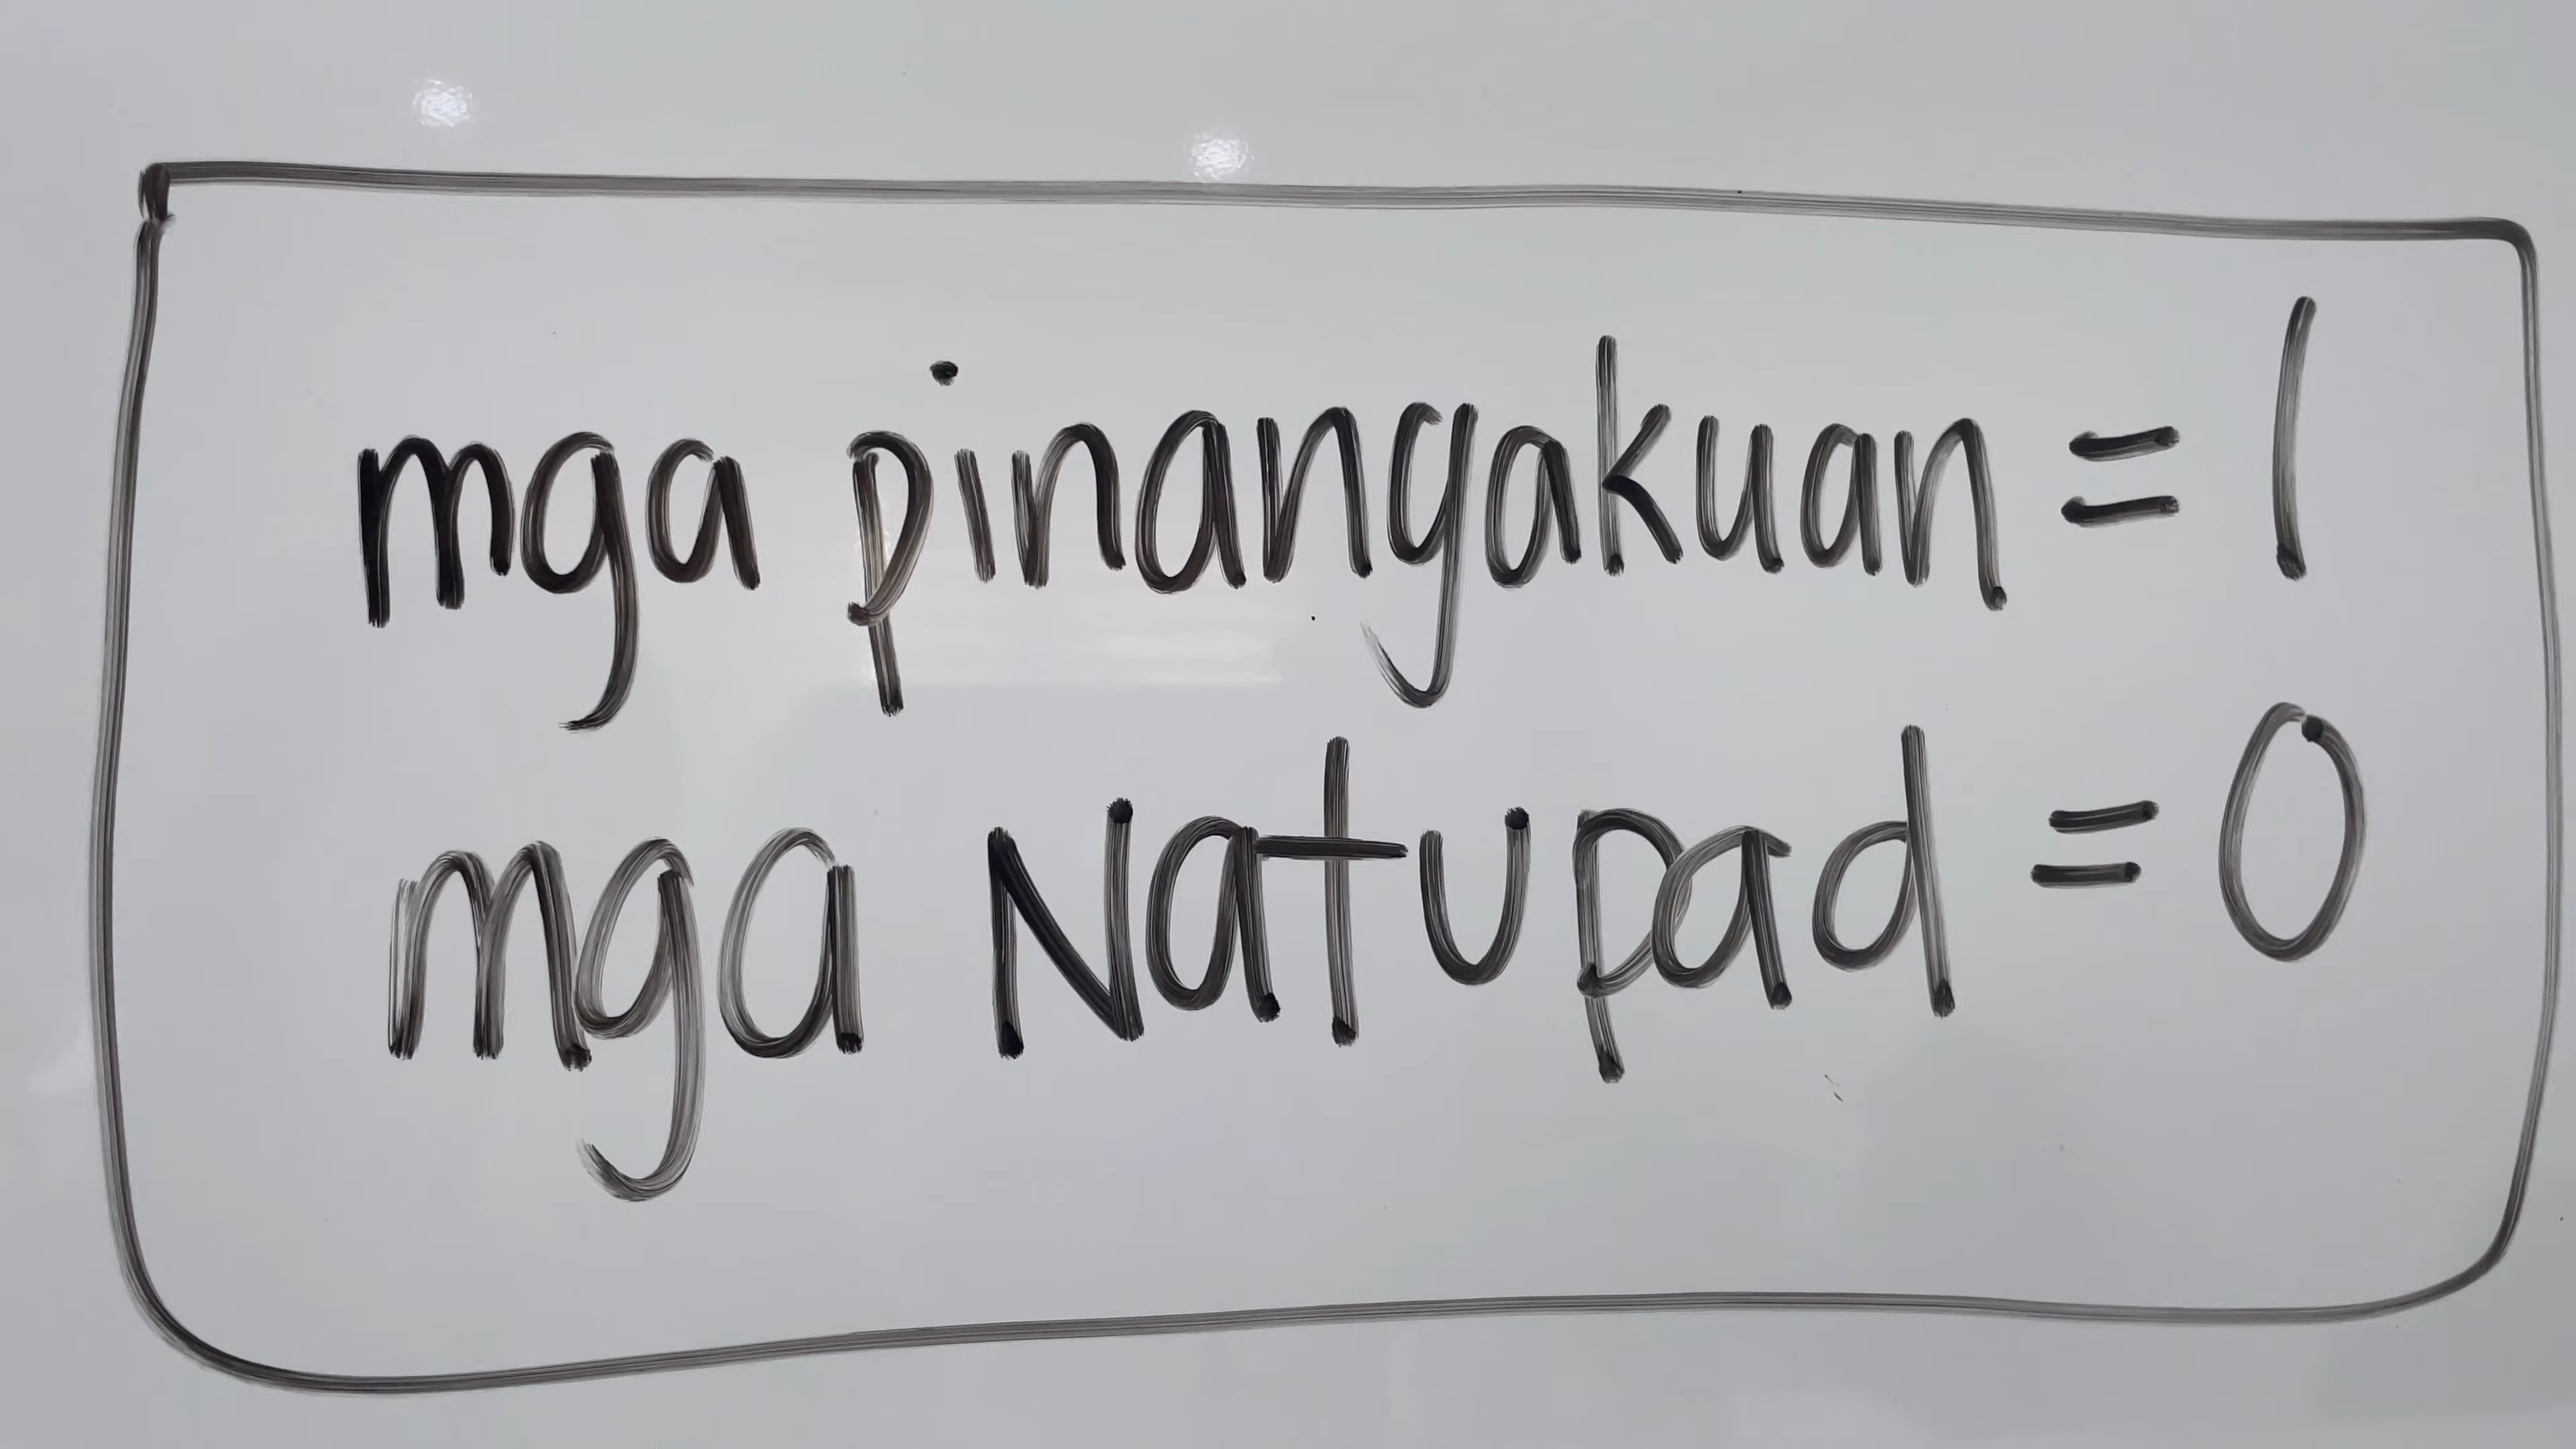 mga pinangakuan = 1
mga Natupad = 0